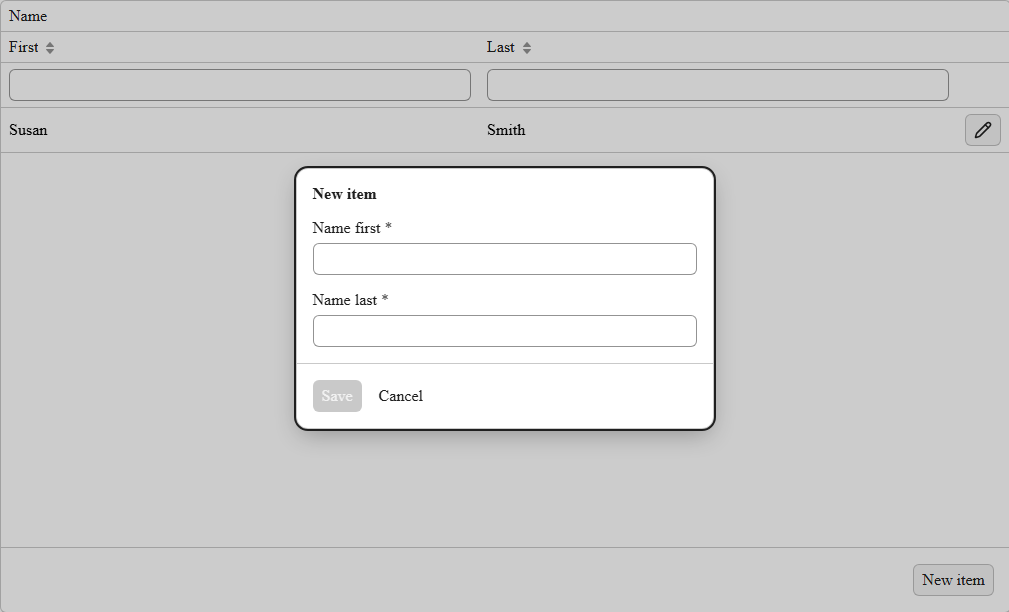 Name
First Last
Susan Smith
New item
Name first *
Name last *
Save Cancel
New item